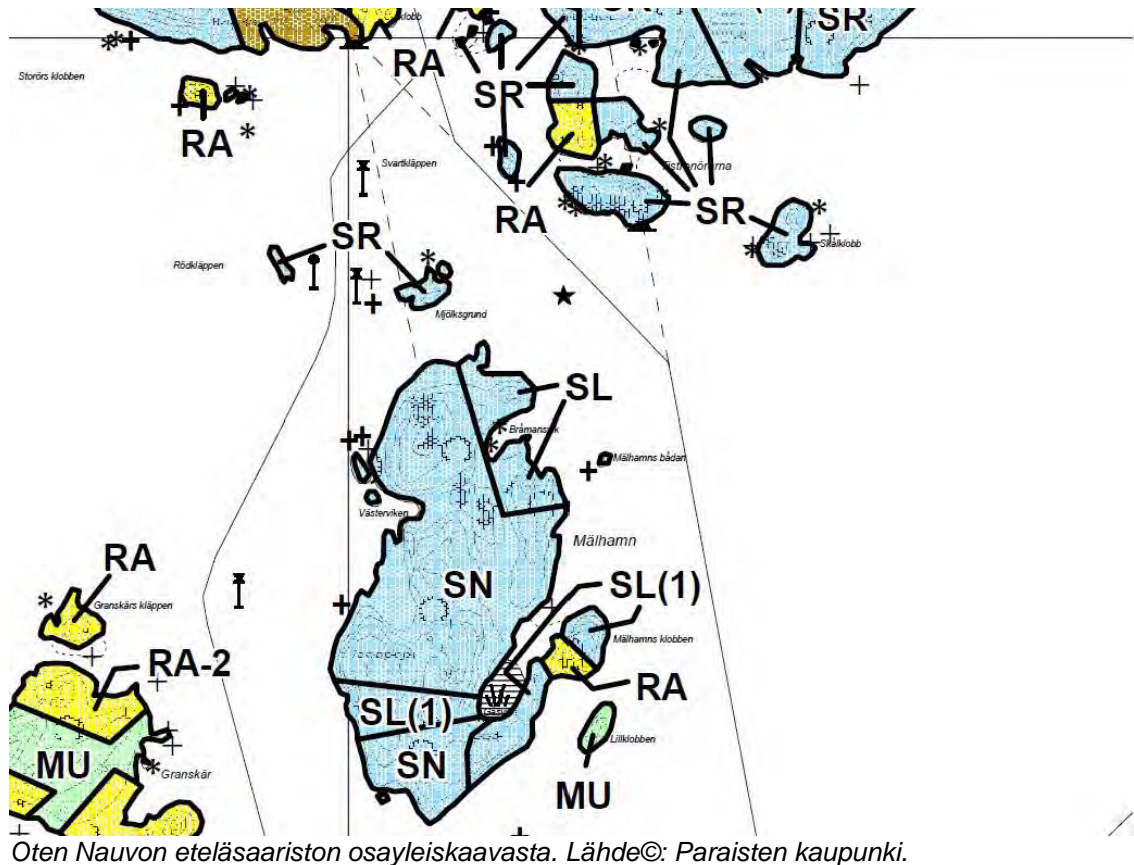 SR
Storörs klobben
RA
SR
RA
Svartkläppen
RA
SR
SR
Skalklobb
Rödkläppen
Mjölksgrund
SL
Mälhamns bådan
Västerviken
Mälhamn
SN
SL(1)
RA
Granskärs kläppen
Mälhamns klobben
RA-2
RA
SL(1)
Lillklobben
MU
SN
Granskär
MU
Oten Nauvon eteläsaariston osayleiskaavasta. Lähde©: Paraisten kaupunki.